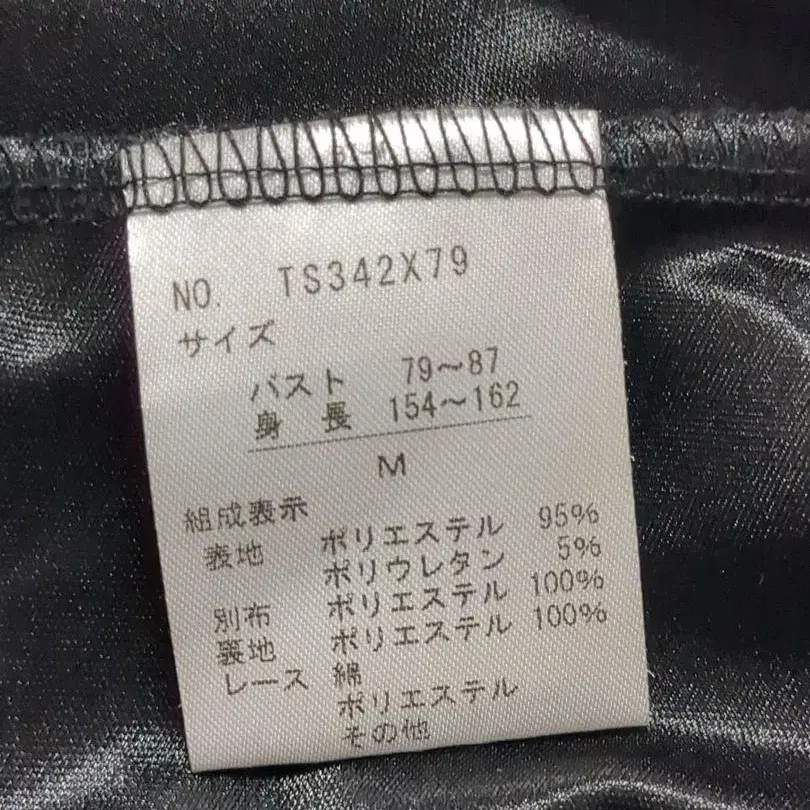 NO. TS342X79
サイズ
バスト 79～87
身 長 154～162
M
組成表示
表地 ポリエステル 95%
ポリウレタン 5%
別布 ポリエステル 100%
裏地 ポリエステル 100%
レース 綿
ポリエステル
その他